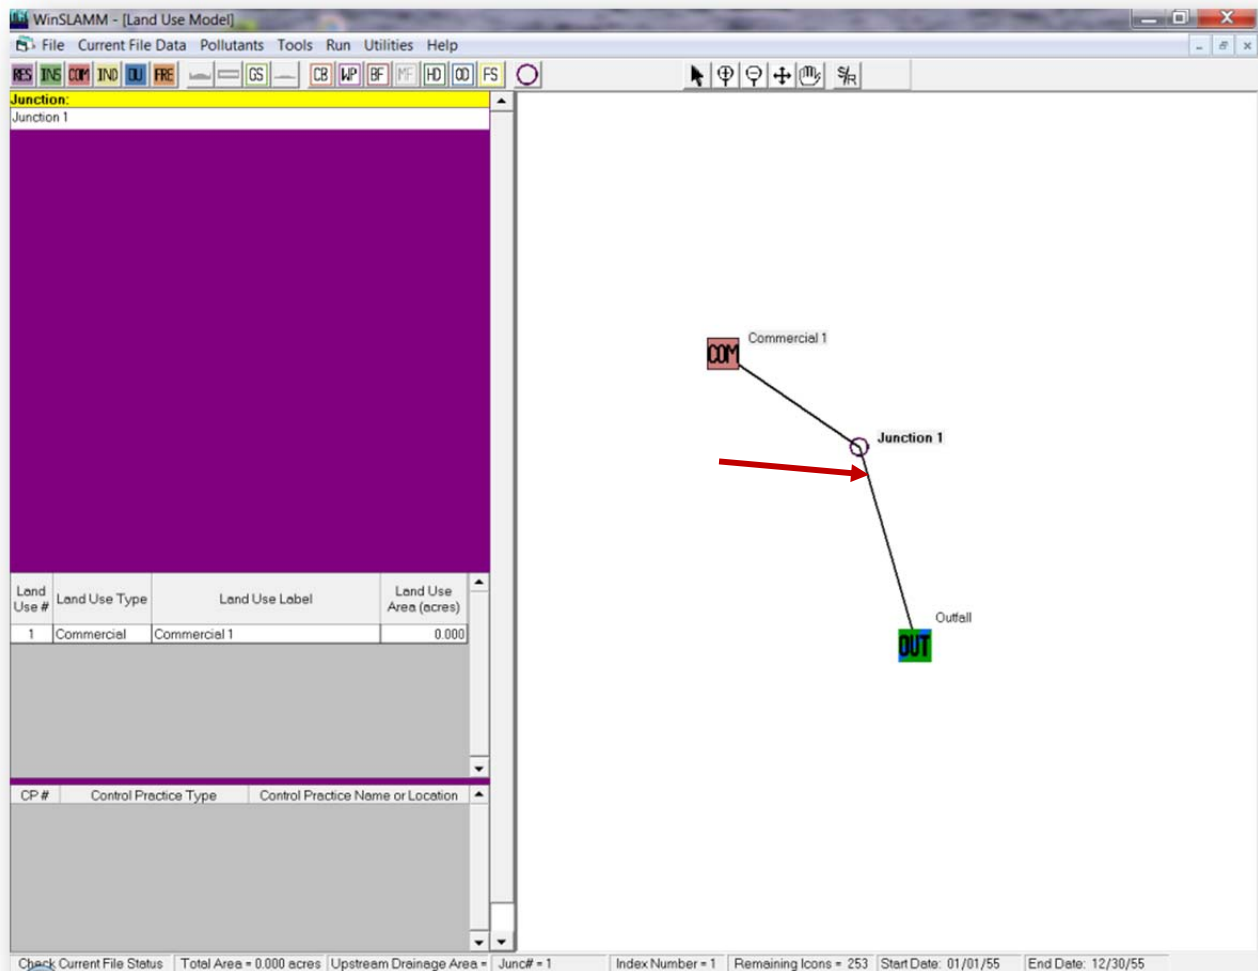 WinSLAMM - [Land Use Model]
File Current File Data Pollutants Tools Run Utilities Help
RES INS COM IND OU FRE GS CB WP BF MF HD OD FS S/R
Junction:
Junction 1
Commercial 1
COM
Junction 1
Outfall
OUT
Land Use # Land Use Type Land Use Label Land Use Area (acres)
1 Commercial Commercial 1 0.000
CP # Control Practice Type Control Practice Name or Location
Check Current File Status Total Area = 0.000 acres Upstream Drainage Area = Junc# = 1 Index Number = 1 Remaining Icons = 253 Start Date: 01/01/55 End Date: 12/30/55